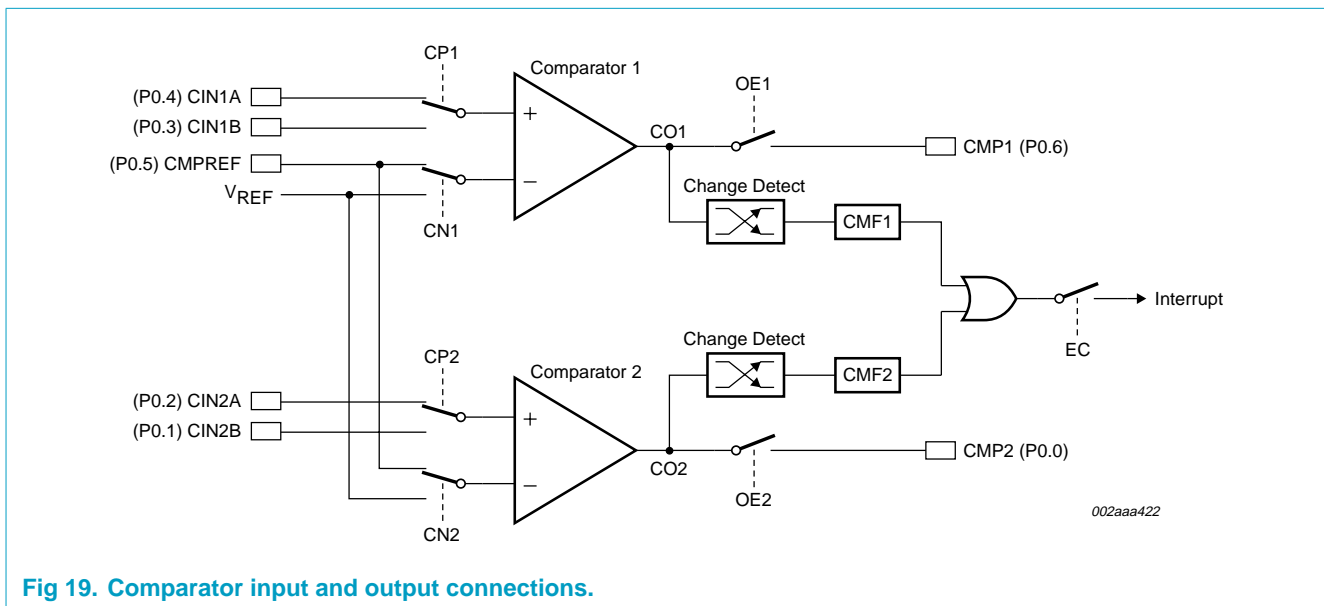 CP1
Comparator 1
OE1
(P0.4) CIN1A
(P0.3) CIN1B
+
CO1
CMP1 (P0.6)
(P0.5) CMPREF
−
Change Detect
VREF
CMF1
CN1
Interrupt
Change Detect
EC
CP2
Comparator 2
CMF2
(P0.2) CIN2A
+
(P0.1) CIN2B
CMP2 (P0.0)
CO2
−
OE2
002aaa422
CN2
Fig 19. Comparator input and output connections.